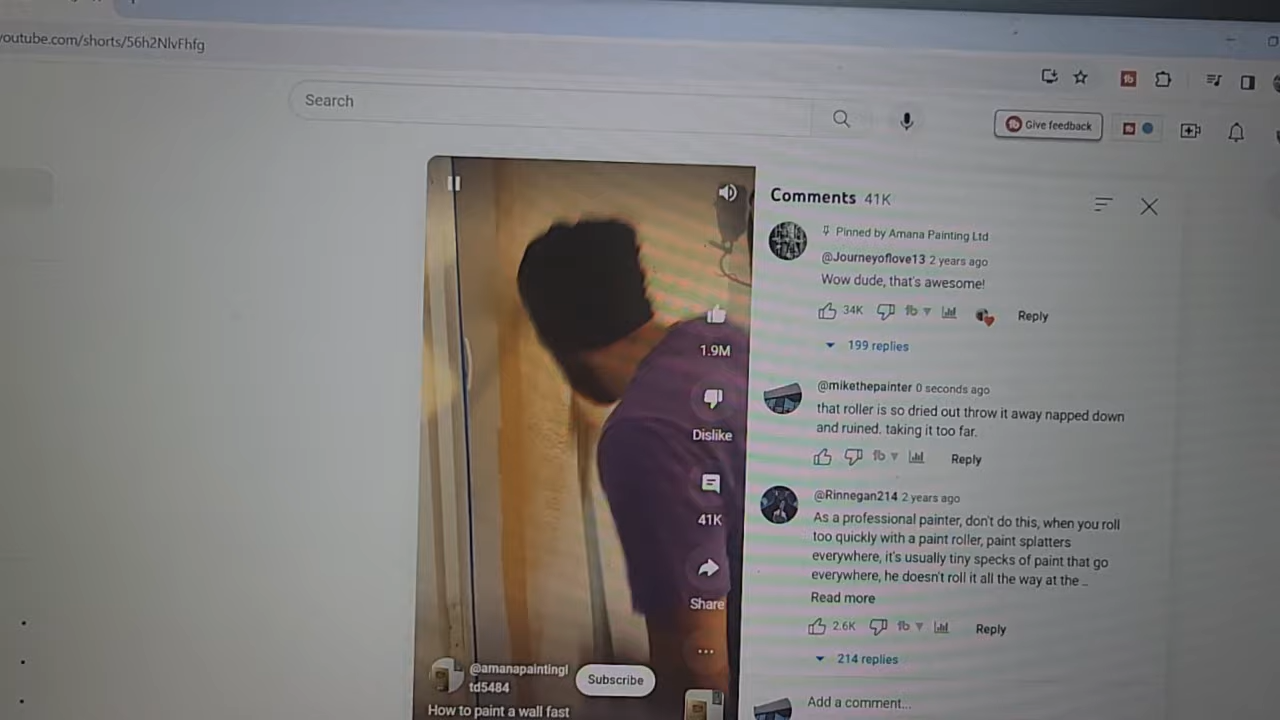 youtube.com/shorts/56h2NlvFhfg
Search
Give feedback
Comments 41K
Pinned by Amana Painting Ltd
@Journeyoflove13 2 years ago
Wow dude, that's awesome!
34K
Reply
199 replies
@mikethepainter 0 seconds ago
that roller is so dried out throw it away napped down
and ruined. taking it too far.
Reply
@Rinnegan214 2 years ago
As a professional painter, don't do this, when you roll
too quickly with a paint roller, paint splatters
everywhere, it's usually tiny specks of paint that go
everywhere, he doesn't roll it all the way at the ...
Read more
2.6K
Reply
214 replies
Add a comment...
1.9M
Dislike
41K
Share
@amanapaintingl
td5484
Subscribe
How to paint a wall fast